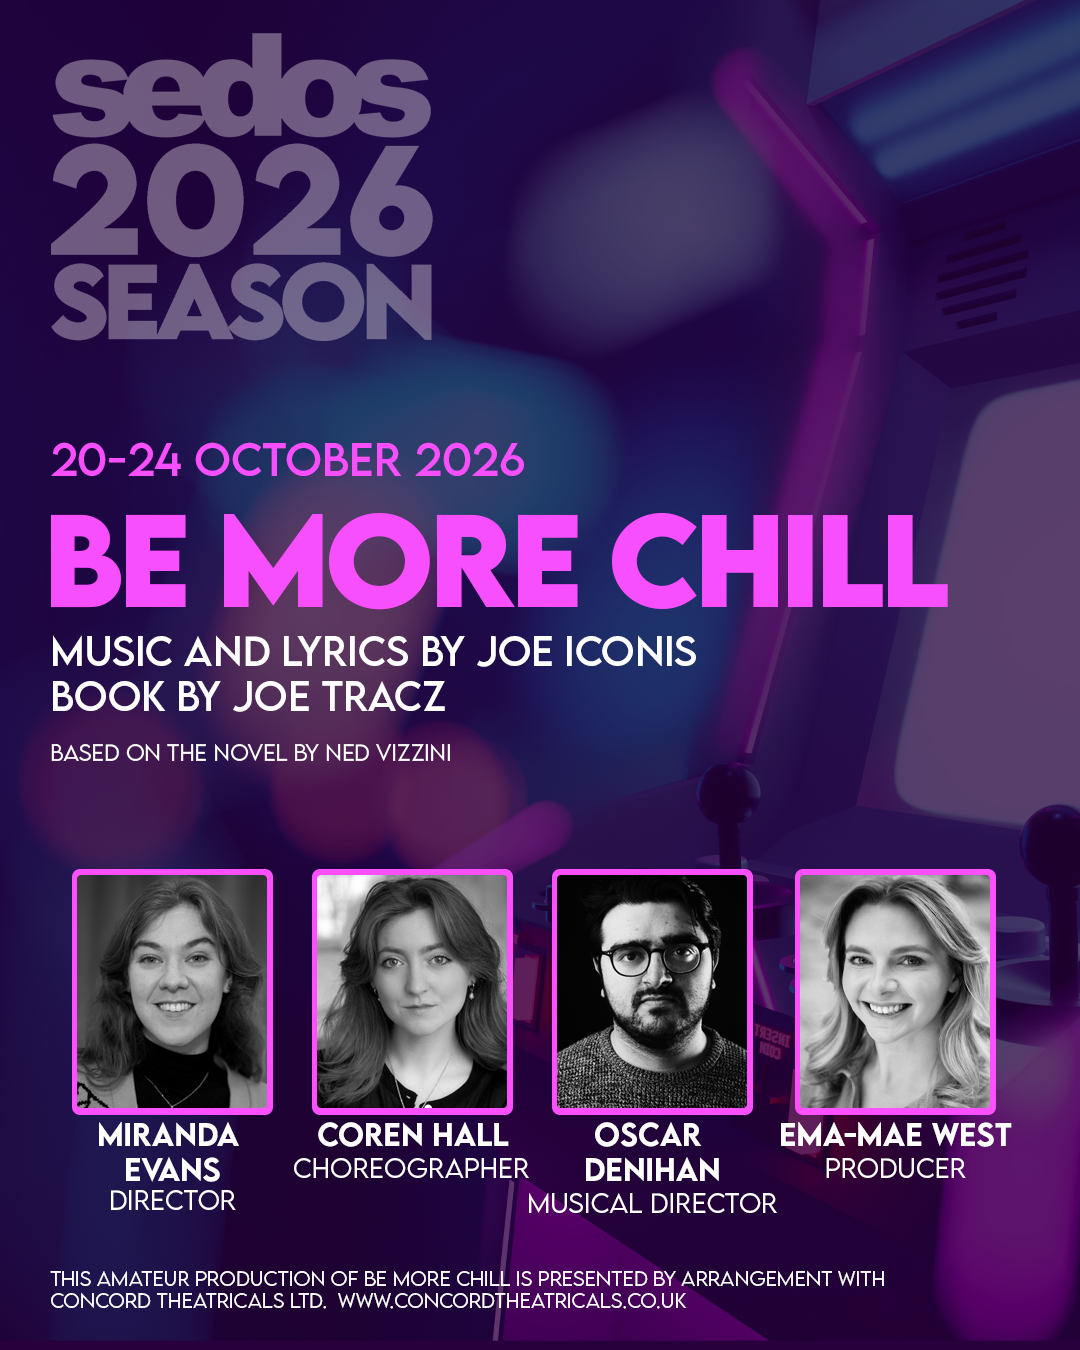 sedos
2026
SEASON
20-24 OCTOBER 2026
BE MORE CHILL
MUSIC AND LYRICS BY JOE ICONIS
BOOK BY JOE TRACZ
BASED ON THE NOVEL BY NED VIZZINI
INSERT
COIN
MIRANDA
EVANS
DIRECTOR
COREN HALL
CHOREOGRAPHER
OSCAR
DENIHAN
MUSICAL DIRECTOR
EMA-MAE WEST
PRODUCER
THIS AMATEUR PRODUCTION OF BE MORE CHILL IS PRESENTED BY ARRANGEMENT WITH
CONCORD THEATRICALS LTD. WWW.CONCORDTHEATRICALS.CO.UK